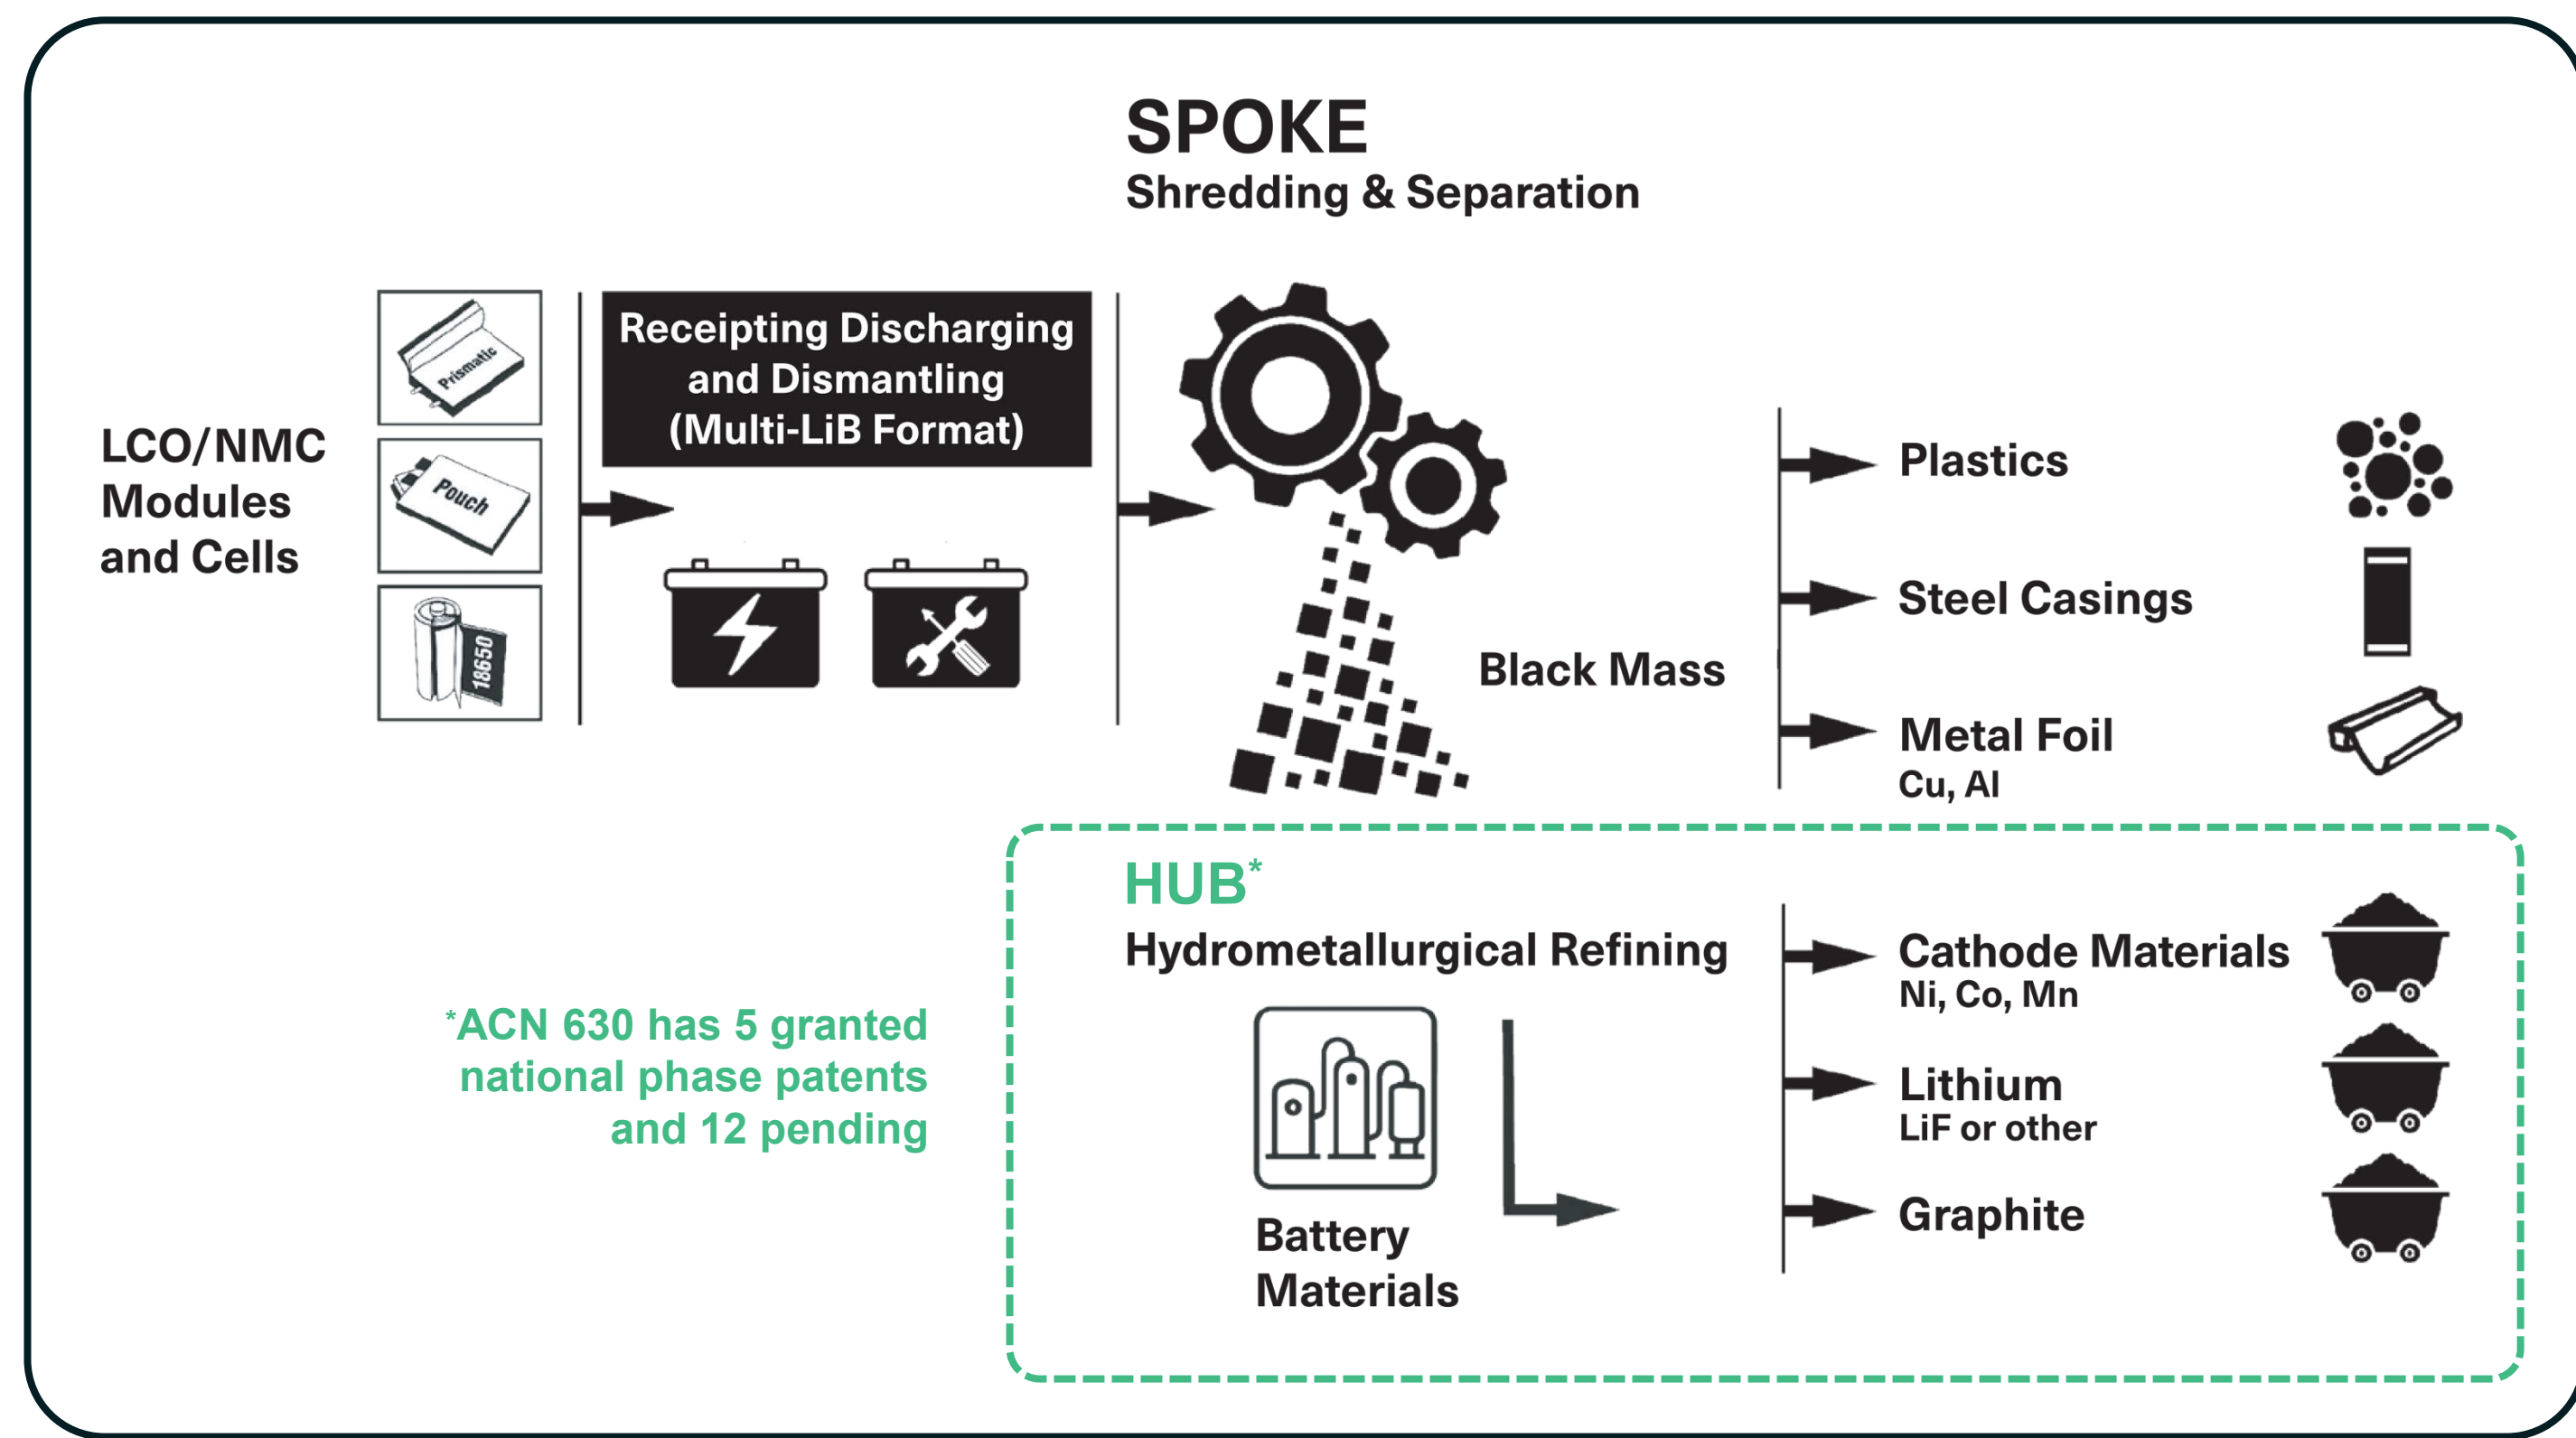 SPOKE
Shredding & Separation
LCO/NMC
Modules
and Cells
Prismatic
Pouch
18650
Receipting Discharging
and Dismantling
(Multi-LiB Format)
Black Mass
Plastics
Steel Casings
Metal Foil
Cu, Al
HUB*
Hydrometallurgical Refining
Battery
Materials
Cathode Materials
Ni, Co, Mn
Lithium
LiF or other
Graphite
*ACN 630 has 5 granted
national phase patents
and 12 pending